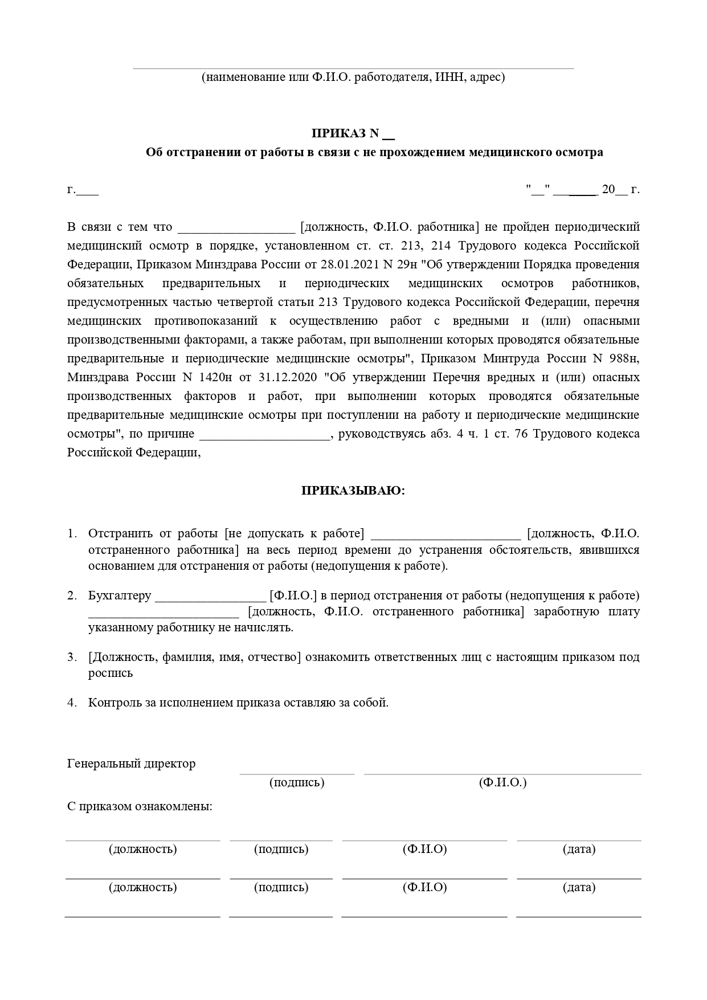 (наименование или Ф.И.О. работодателя, ИНН, адрес)
ПРИКАЗ N __
Об отстранении от работы в связи с не прохождением медицинского осмотра
г.____ "__" _______ 20__ г.
В связи с тем что __________________ [должность, Ф.И.О. работника] не пройден периодический
медицинский осмотр в порядке, установленном ст. ст. 213, 214 Трудового кодекса Российской
Федерации, Приказом Минздрава России от 28.01.2021 N 29н "Об утверждении Порядка проведения
обязательных предварительных и периодических медицинских осмотров работников,
предусмотренных частью четвертой статьи 213 Трудового кодекса Российской Федерации, перечня
медицинских противопоказаний к осуществлению работ с вредными и (или) опасными
производственными факторами, а также работам, при выполнении которых проводятся обязательные
предварительные и периодические медицинские осмотры", Приказом Минтруда России N 988н,
Минздрава России N 1420н от 31.12.2020 "Об утверждении Перечня вредных и (или) опасных
производственных факторов и работ, при выполнении которых проводятся обязательные
предварительные медицинские осмотры при поступлении на работу и периодические медицинские
осмотры", по причине ____________________, руководствуясь абз. 4 ч. 1 ст. 76 Трудового кодекса
Российской Федерации,
ПРИКАЗЫВАЮ:
1. Отстранить от работы [не допускать к работе] _______________________ [должность, Ф.И.О.
отстраненного работника] на весь период времени до устранения обстоятельств, явившихся
основанием для отстранения от работы (недопущения к работе).
2. Бухгалтеру _________________ [Ф.И.О.] в период отстранения от работы (недопущения к работе)
_______________________ [должность, Ф.И.О. отстраненного работника] заработную плату
указанному работнику не начислять.
3. [Должность, фамилия, имя, отчество] ознакомить ответственных лиц с настоящим приказом под
роспись
4. Контроль за исполнением приказа оставляю за собой.
Генеральный директор
(подпись) (Ф.И.О.)
С приказом ознакомлены:
(должность) (подпись) (Ф.И.О) (дата)
(должность) (подпись) (Ф.И.О) (дата)